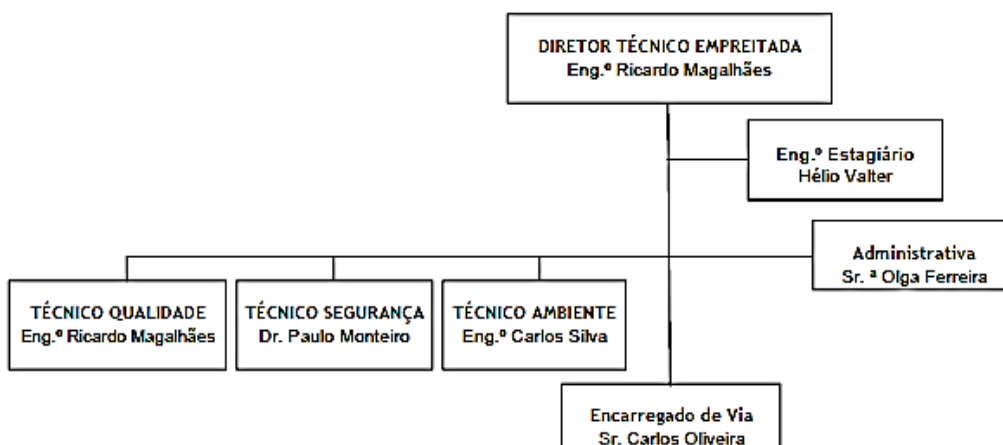 DIRETOR TÉCNICO EMPREITADA
Eng.º Ricardo Magalhães
Eng.º Estagiário
Hélio Valter
Administrativa
Sr. ª Olga Ferreira
TÉCNICO QUALIDADE
Eng.º Ricardo Magalhães
TÉCNICO SEGURANÇA
Dr. Paulo Monteiro
TÉCNICO AMBIENTE
Eng.º Carlos Silva
Encarregado de Via
Sr. Carlos Oliveira